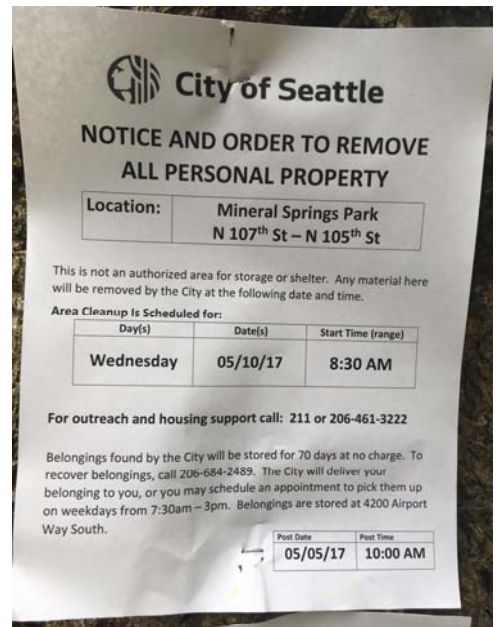 City of Seattle
NOTICE AND ORDER TO REMOVE
ALL PERSONAL PROPERTY
Location:
Mineral Springs Park
N 107th St – N 105th St
This is not an authorized area for storage or shelter. Any material here
will be removed by the City at the following date and time.
Area Cleanup Is Scheduled for:
Day(s) Date(s) Start Time (range)
Wednesday 05/10/17 8:30 AM
For outreach and housing support call: 211 or 206-461-3222
Belongings found by the City will be stored for 70 days at no charge. To
recover belongings, call 206-684-2489. The City will deliver your
belonging to you, or you may schedule an appointment to pick them up
on weekdays from 7:30am – 3pm. Belongings are stored at 4200 Airport
Way South.
Post Date Post Time
05/05/17 10:00 AM